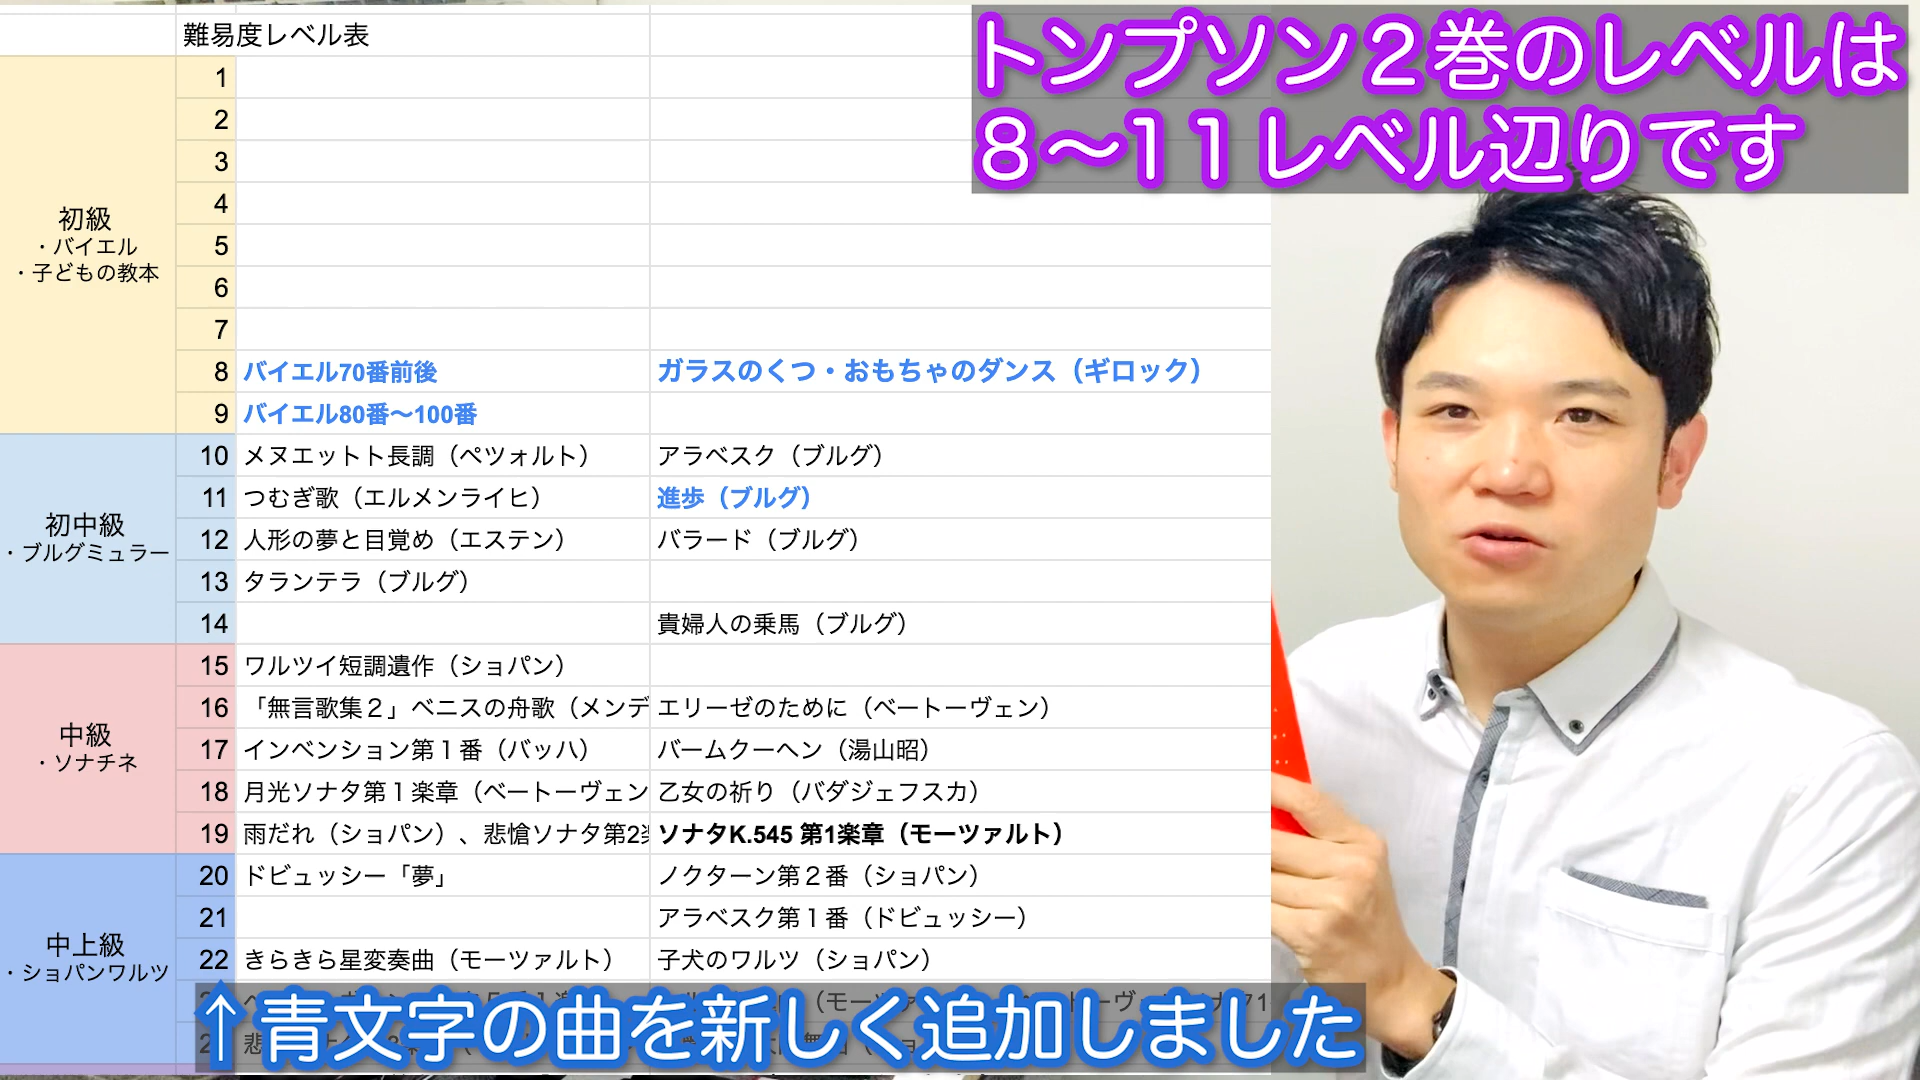 難易度レベル表
トンプソン２巻のレベルは
８〜11レベル辺りです
初級
・バイエル
・子どもの教本
1
2
3
4
5
6
7
8 バイエル70番前後 ガラスのくつ・おもちゃのダンス（ギロック）
9 バイエル80番〜100番
初中級
・ブルグミュラー
10 メヌエットト長調（ペツォルト） アラベスク（ブルグ）
11 つむぎ歌（エルメンライヒ） 進歩（ブルグ）
12 人形の夢と目覚め（エステン） バラード（ブルグ）
13 タランテラ（ブルグ）
14 貴婦人の乗馬（ブルグ）
中級
・ソナチネ
15 ワルツイ短調遺作（ショパン）
16 「無言歌集２」ベニスの舟歌（メンデ エリーゼのために（ベートーヴェン）
17 インベンション第１番（バッハ） バームクーヘン（湯山昭）
18 月光ソナタ第１楽章（ベートーヴェン 乙女の祈り（バダジェフスカ）
19 雨だれ（ショパン）、悲愴ソナタ第2 ソナタK.545 第1楽章（モーツァルト）
中上級
・ショパンワルツ
20 ドビュッシー「夢」 ノクターン第２番（ショパン）
21 アラベスク第１番（ドビュッシー）
22 きらきら星変奏曲（モーツァルト） 子犬のワルツ（ショパン）
↑青文字の曲を新しく追加しました